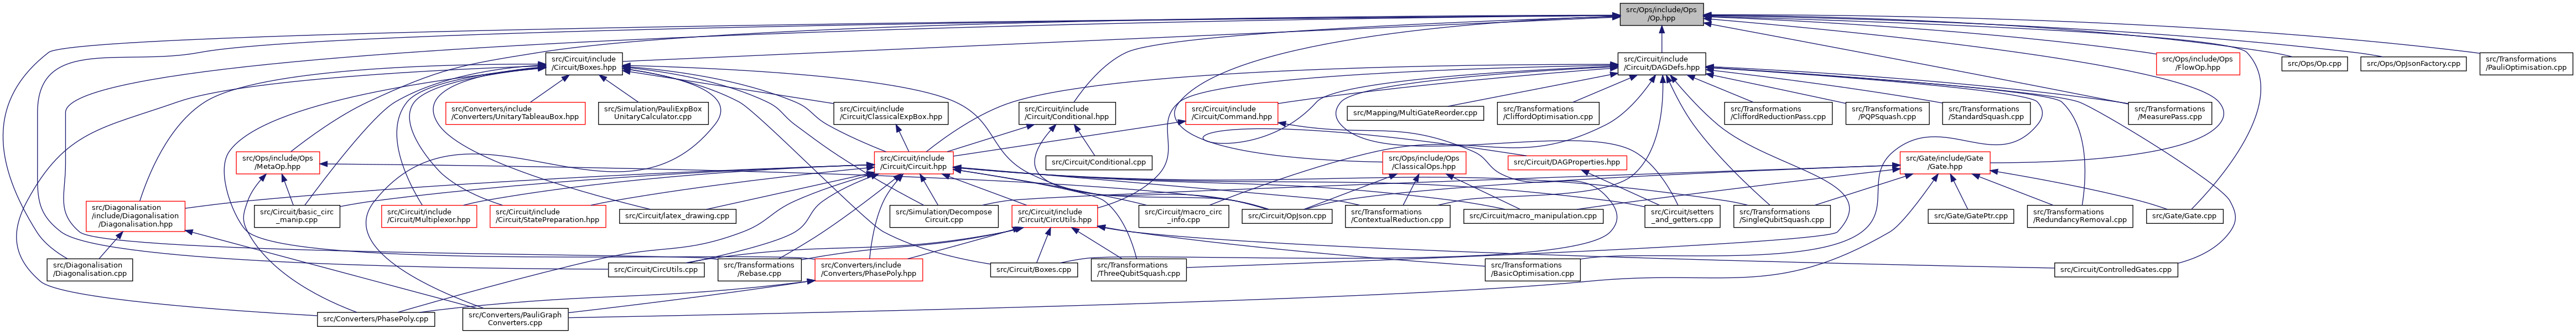 src/Ops/include/Ops
/Op.hpp
src/Circuit/include
/Circuit/Boxes.hpp
src/Circuit/include
/Circuit/DAGDefs.hpp
src/Ops/include/Ops
/FlowOp.hpp
src/Ops/Op.cpp
src/Ops/OpJsonFactory.cpp
src/Transformations
/PauliOptimisation.cpp
src/Converters/include
/Converters/UnitaryTableauBox.hpp
src/Simulation/PauliExpBox
UnitaryCalculator.cpp
src/Circuit/include
/Circuit/ClassicalExpBox.hpp
src/Circuit/include
/Circuit/Conditional.hpp
src/Circuit/include
/Circuit/Command.hpp
src/Mapping/MultiGateReorder.cpp
src/Transformations
/CliffordOptimisation.cpp
src/Transformations
/CliffordReductionPass.cpp
src/Transformations
/PQPSquash.cpp
src/Transformations
/StandardSquash.cpp
src/Transformations
/MeasurePass.cpp
src/Ops/include/Ops
/MetaOp.hpp
src/Circuit/include
/Circuit/Circuit.hpp
src/Circuit/Conditional.cpp
src/Ops/include/Ops
/ClassicalOps.hpp
src/Circuit/DAGProperties.hpp
src/Gate/include/Gate
/Gate.hpp
src/Diagonalisation
/include/Diagonalisation
/Diagonalisation.hpp
src/Circuit/basic_circ
_manip.cpp
src/Circuit/include
/Circuit/Multiplexor.hpp
src/Circuit/include
/Circuit/StatePreparation.hpp
src/Circuit/latex_drawing.cpp
src/Simulation/Decompose
Circuit.cpp
src/Circuit/include
/Circuit/CircUtils.hpp
src/Circuit/macro_circ
_info.cpp
src/Circuit/OpJson.cpp
src/Transformations
/ContextualReduction.cpp
src/Circuit/macro_manipulation.cpp
src/Circuit/setters
_and_getters.cpp
src/Transformations
/SingleQubitSquash.cpp
src/Gate/GatePtr.cpp
src/Transformations
/RedundancyRemoval.cpp
src/Gate/Gate.cpp
src/Diagonalisation
/Diagonalisation.cpp
src/Circuit/CircUtils.cpp
src/Transformations
/Rebase.cpp
src/Converters/include
/Converters/PhasePoly.hpp
src/Circuit/Boxes.cpp
src/Transformations
/ThreeQubitSquash.cpp
src/Transformations
/BasicOptimisation.cpp
src/Circuit/ControlledGates.cpp
src/Converters/PhasePoly.cpp
src/Converters/PauliGraph
Converters.cpp